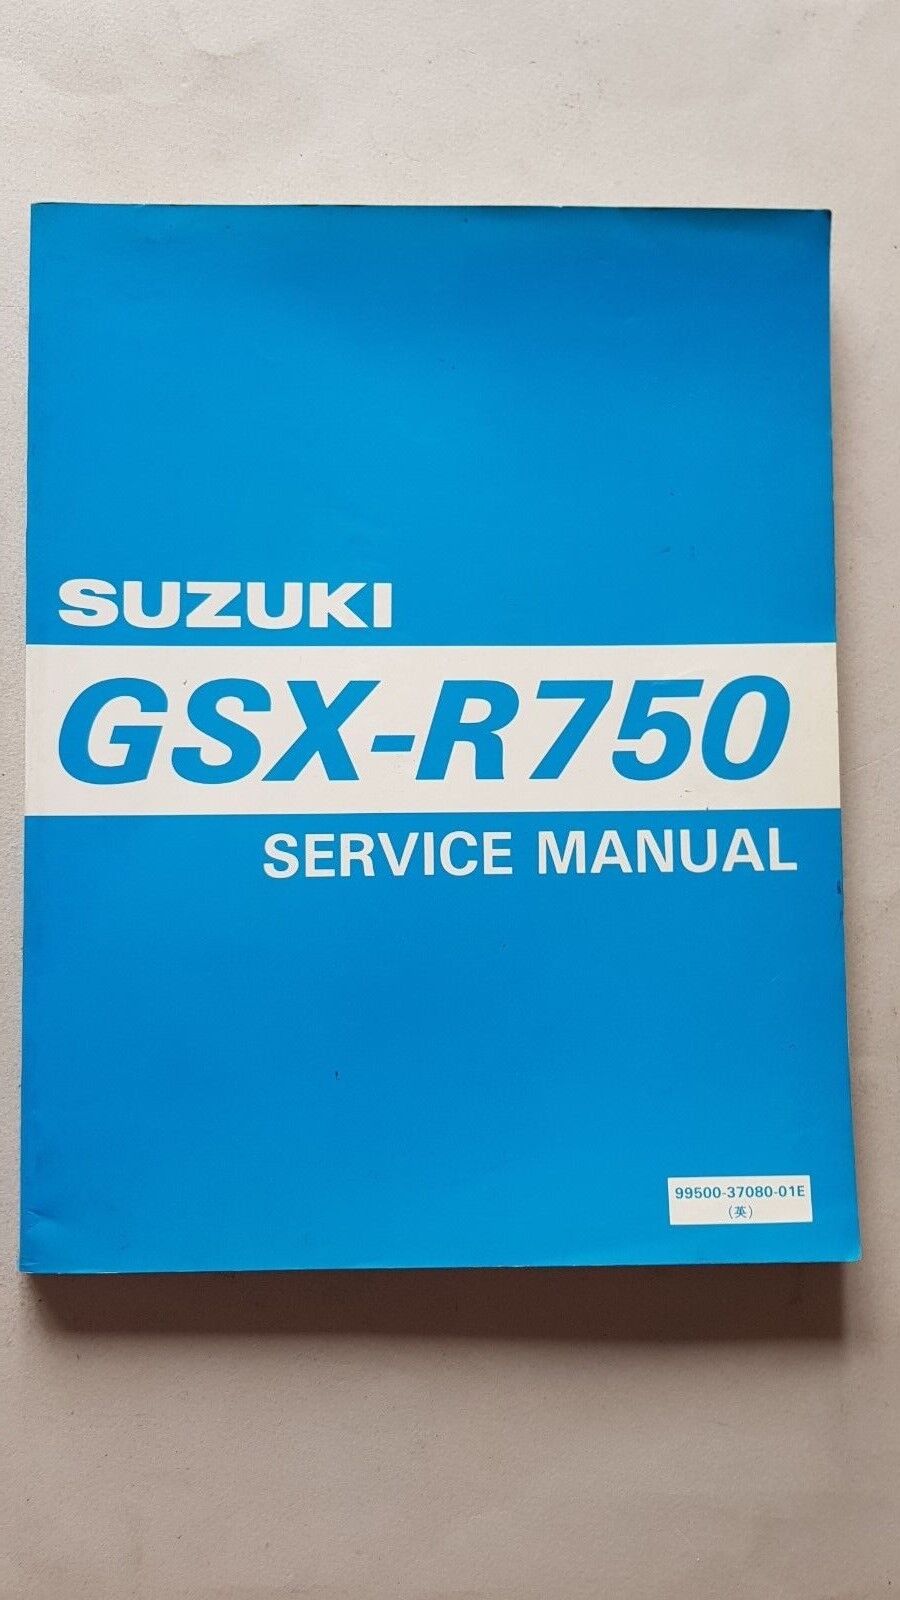 SUZUKI
GSX-R750
SERVICE MANUAL
99500-37080-01E
(英)